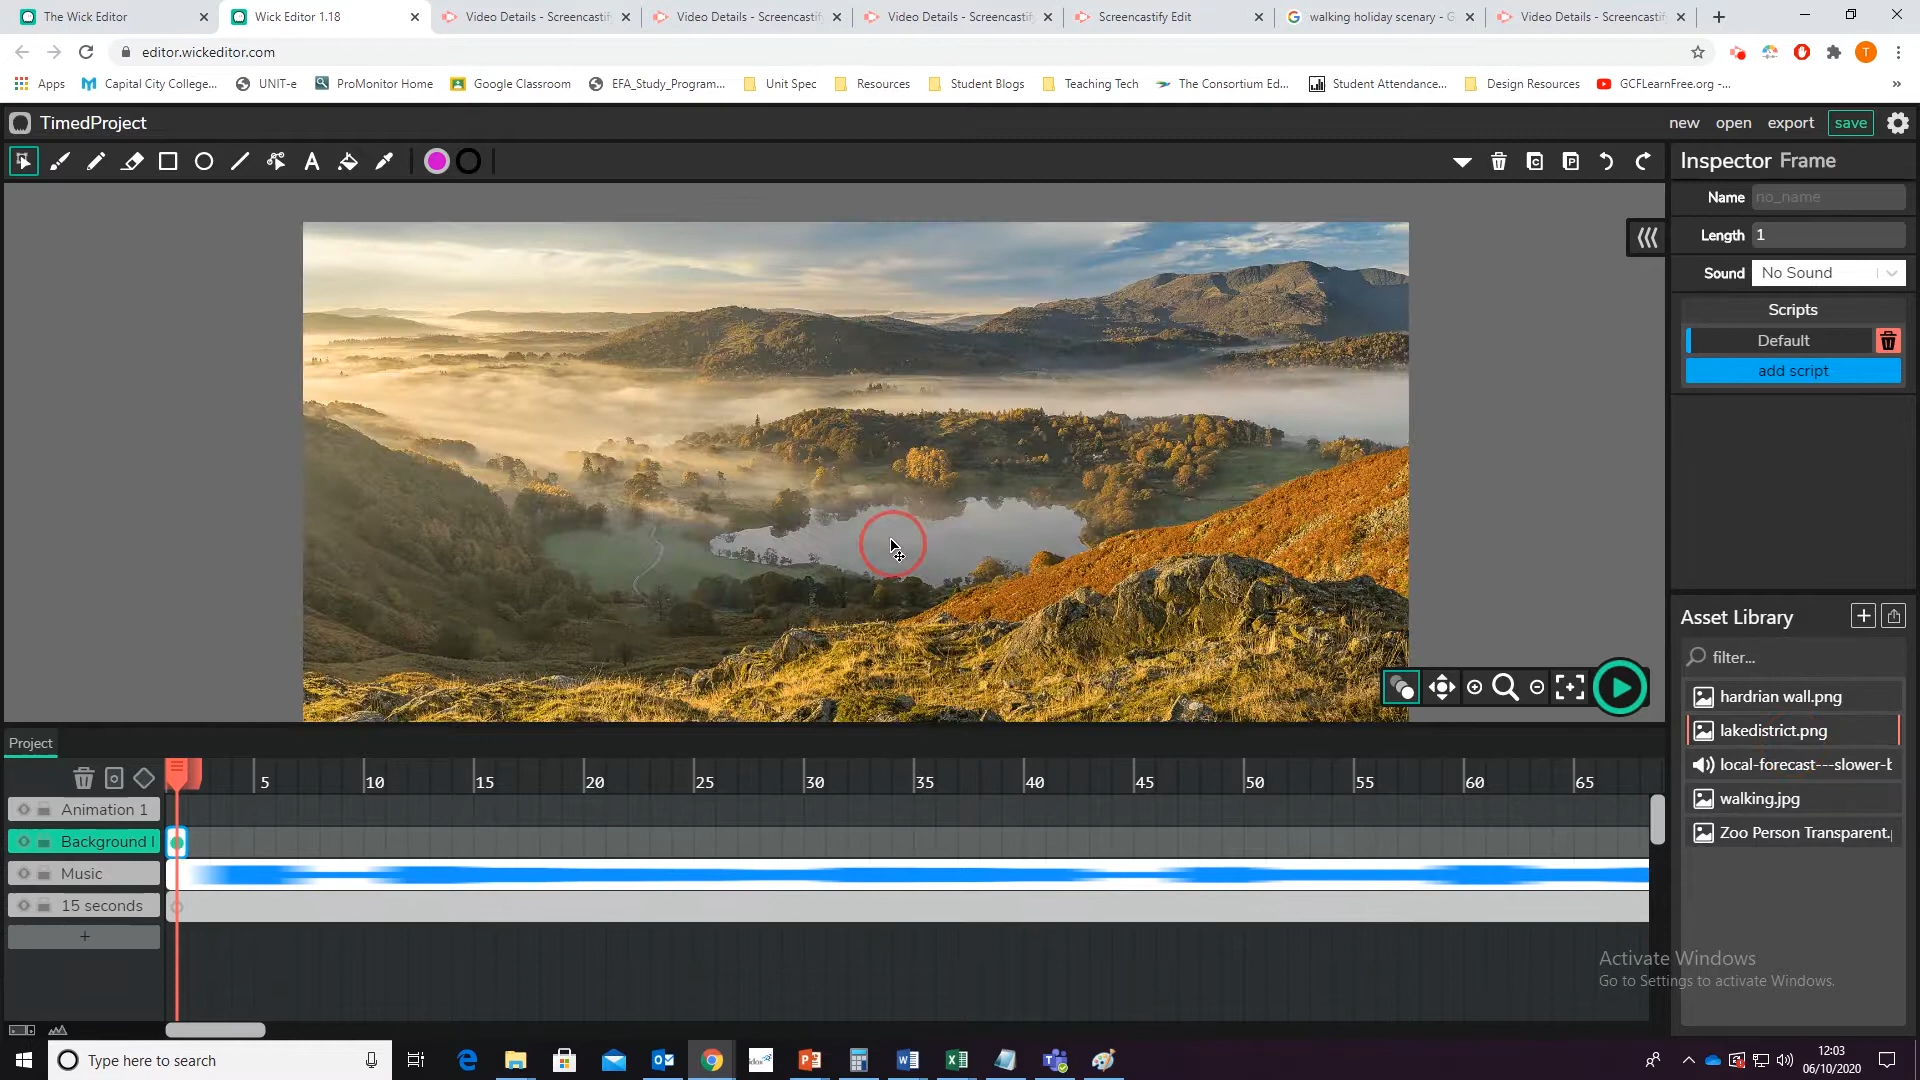 The Wick Editor
Wick Editor 1.18
Video Details - Screencastify
Video Details - Screencastify
Video Details - Screencastify
Screencastify Edit
walking holiday scenary - G
Video Details - Screencastif
editor.wickeditor.com
T
Apps
Capital City College...
UNIT-e
ProMonitor Home
Google Classroom
EFA_Study_Program...
Unit Spec
Resources
Student Blogs
Teaching Tech
The Consortium Ed...
Student Attendance...
Design Resources
GCFLearnFree.org -...
»
TimedProject
new
open
export
save
Inspector Frame
Name no_name
Length 1
Sound No Sound
Scripts
Default
add script
Asset Library
filter...
hardrian wall.png
lakedistrict.png
local-forecast---slower-b
walking.jpg
Zoo Person Transparent.
Project
5 10 15 20 25 30 35 40 45 50 55 60 65
Animation 1
Background I
Music
15 seconds
+
Activate Windows
Go to Settings to activate Windows.
Type here to search
12:03
06/10/2020